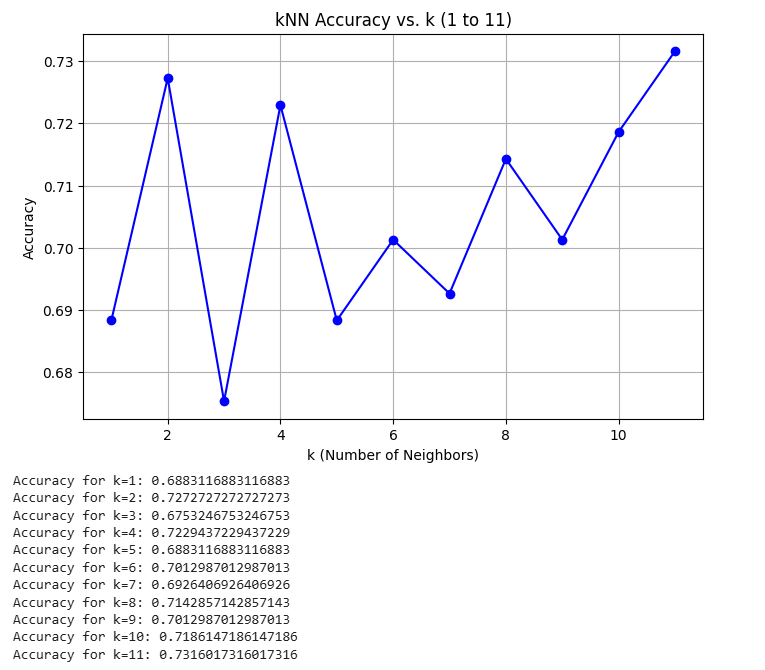 kNN Accuracy vs. k (1 to 11)
0.73
0.72
0.71
0.70
0.69
0.68
Accuracy
2 4 6 8 10
k (Number of Neighbors)
Accuracy for k=1: 0.6883116883116883
Accuracy for k=2: 0.7272727272727273
Accuracy for k=3: 0.6753246753246753
Accuracy for k=4: 0.7229437229437229
Accuracy for k=5: 0.6883116883116883
Accuracy for k=6: 0.7012987012987013
Accuracy for k=7: 0.6926406926406926
Accuracy for k=8: 0.7142857142857143
Accuracy for k=9: 0.7012987012987013
Accuracy for k=10: 0.7186147186147186
Accuracy for k=11: 0.7316017316017316